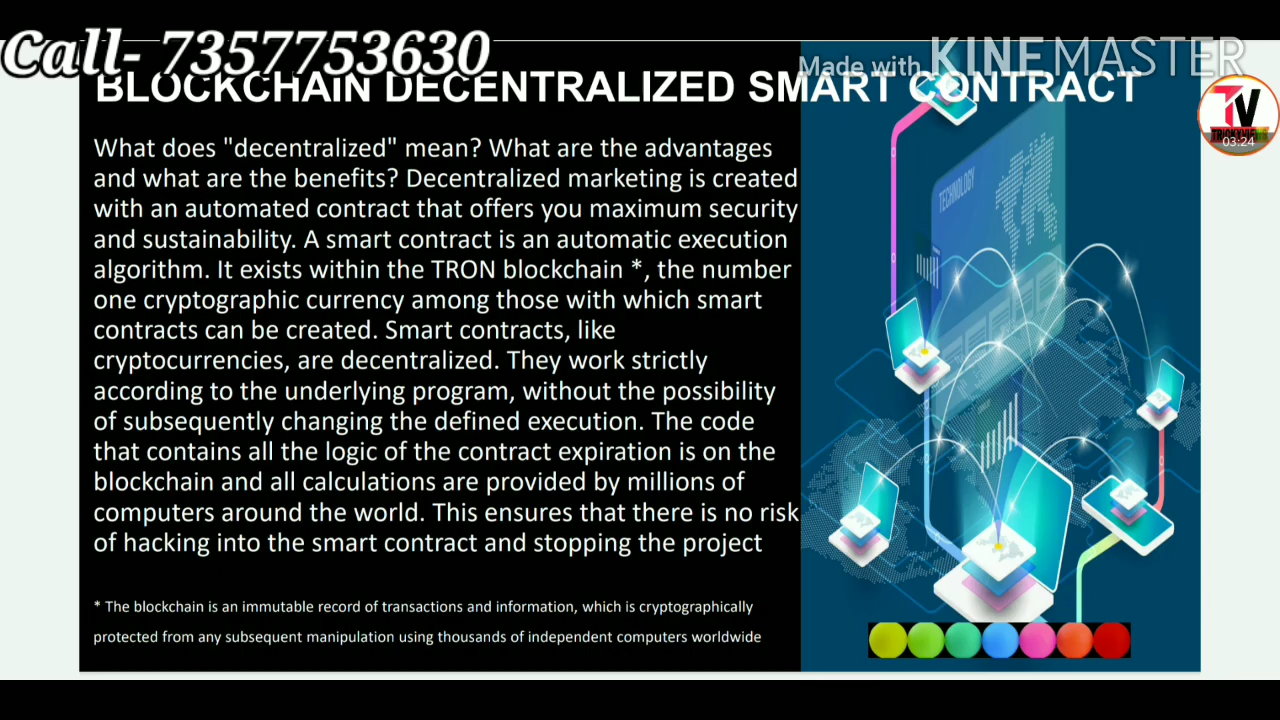 Call- 7357753630
Made with KINEMASTER
BLOCKCHAIN DECENTRALIZED SMART CONTRACT
TV
03:24
What does "decentralized" mean? What are the advantages
and what are the benefits? Decentralized marketing is created
with an automated contract that offers you maximum security
and sustainability. A smart contract is an automatic execution
algorithm. It exists within the TRON blockchain *, the number
one cryptographic currency among those with which smart
contracts can be created. Smart contracts, like
cryptocurrencies, are decentralized. They work strictly
according to the underlying program, without the possibility
of subsequently changing the defined execution. The code
that contains all the logic of the contract expiration is on the
blockchain and all calculations are provided by millions of
computers around the world. This ensures that there is no risk
of hacking into the smart contract and stopping the project
* The blockchain is an immutable record of transactions and information, which is cryptographically
protected from any subsequent manipulation using thousands of independent computers worldwide
TECHNOLOGY